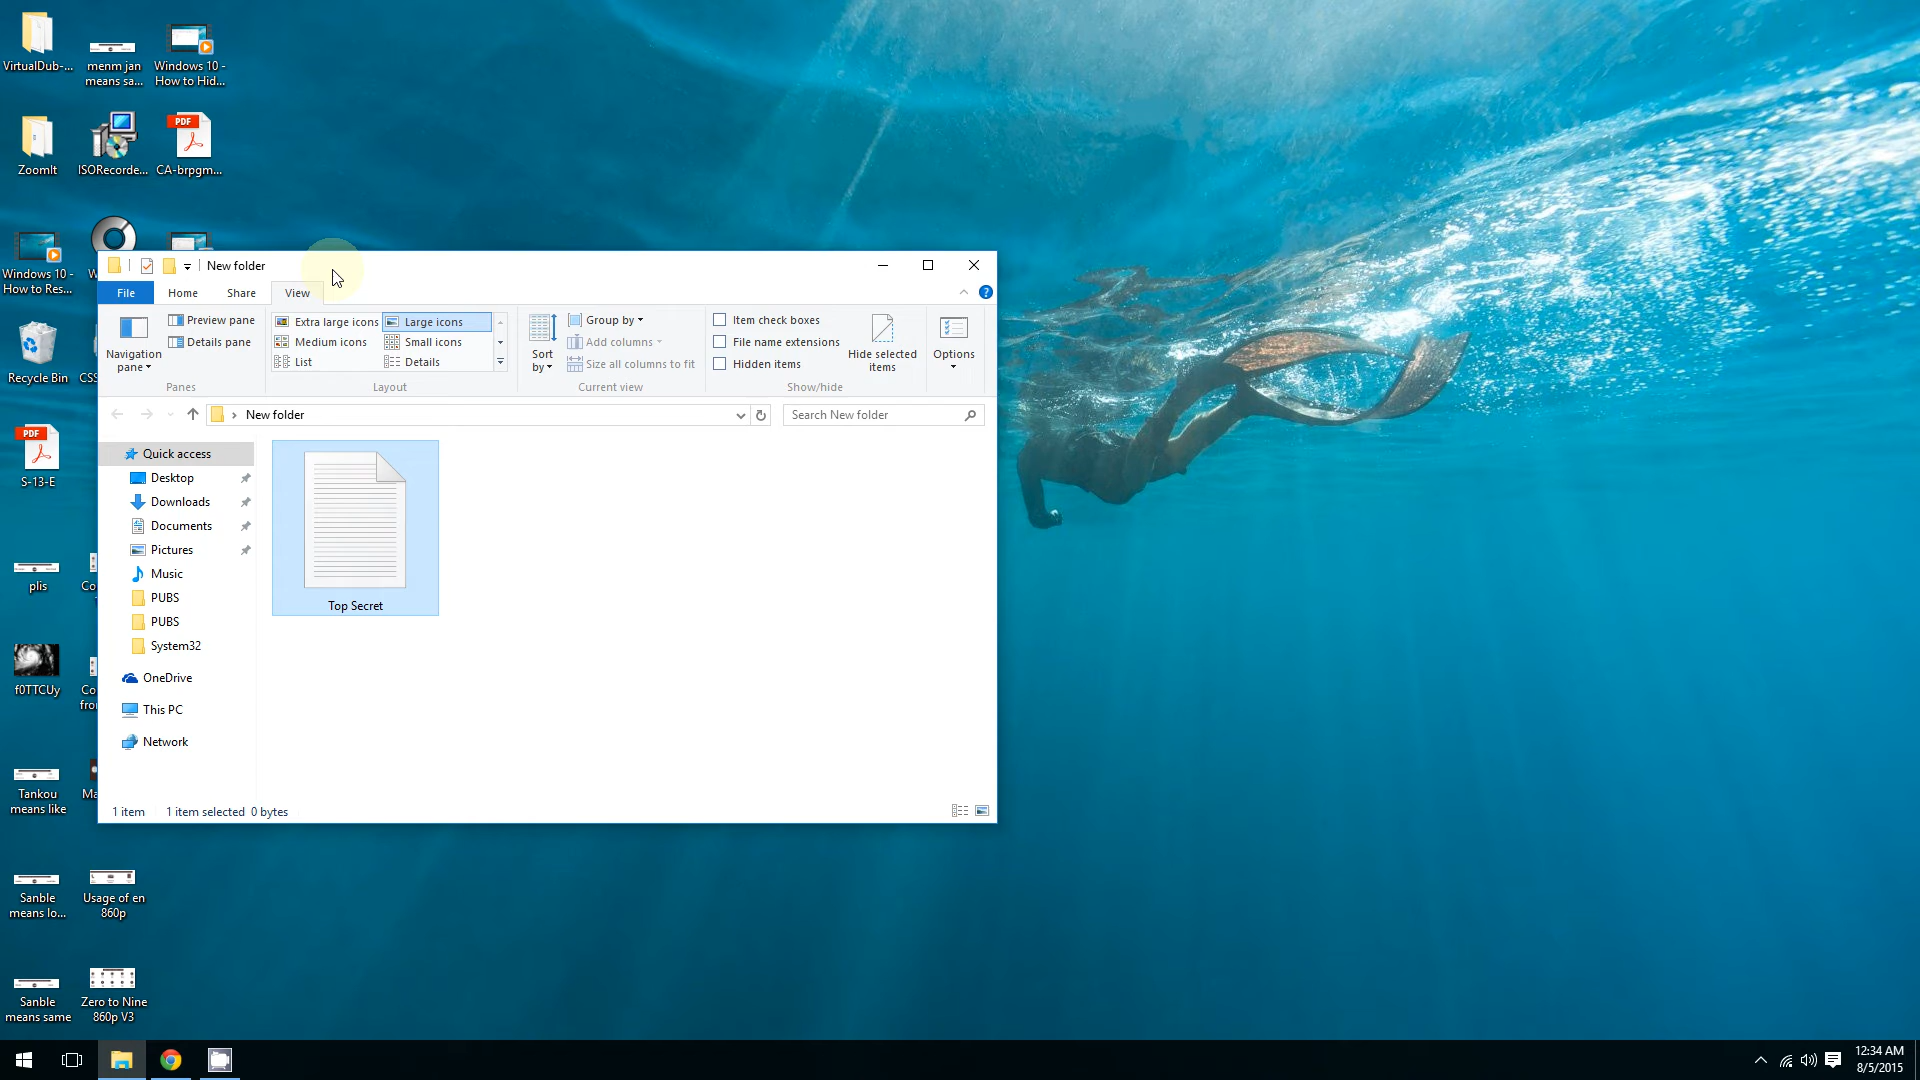 VirtualDub-...
menm jan
means sa...
Windows 10 -
How to Hid...
ZoomIt
ISORecorde...
PDF
CA-brpgm...
Windows 10 -
How to Res...
W
Recycle Bin
CSS
PDF
S-13-E
plis
Co
f0TTCUy
Co
fro
Tankou
means like
Ma
Sanble
means lo...
Usage of en
860p
Sanble
means same
Zero to Nine
860p V3
New folder
File
Home
Share
View
Navigation
pane
Preview pane
Details pane
Panes
Extra large icons
Large icons
Medium icons
Small icons
List
Details
Layout
Sort
by
Group by
Add columns
Size all columns to fit
Current view
Item check boxes
File name extensions
Hidden items
Hide selected
items
Show/hide
Options
New folder
Search New folder
Quick access
Desktop
Downloads
Documents
Pictures
Music
PUBS
PUBS
System32
OneDrive
This PC
Network
Top Secret
1 item
1 item selected 0 bytes
12:34 AM
8/5/2015